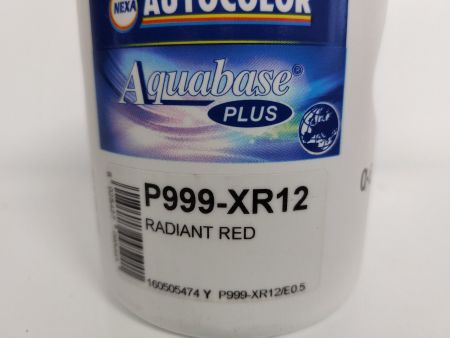 NEXA AUTOCOLOR
Aquabase®
PLUS
P999-XR12
RADIANT RED
160505474 Y P999-XR12/E0.5